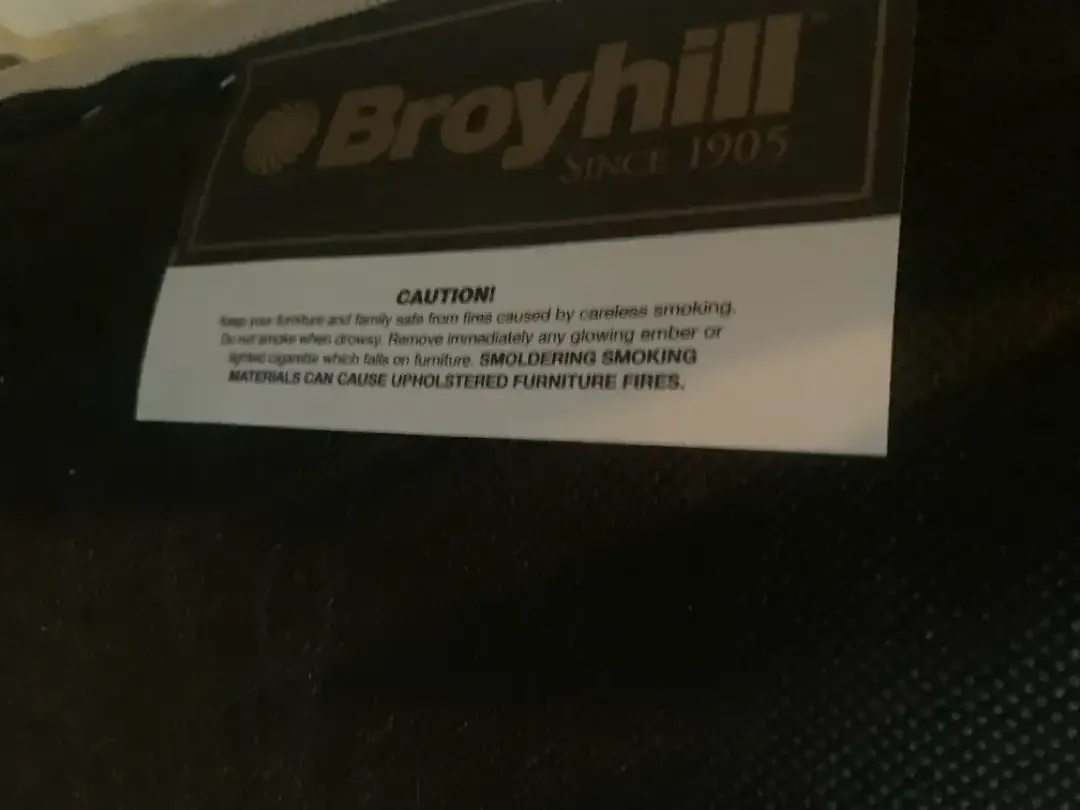 Broyhill
SINCE 1905
CAUTION!
Keep your furniture and family safe from fires caused by careless smoking.
Do not smoke when drowsy. Remove immediately any glowing ember or
lighted cigarette which falls on furniture. SMOLDERING SMOKING
MATERIALS CAN CAUSE UPHOLSTERED FURNITURE FIRES.